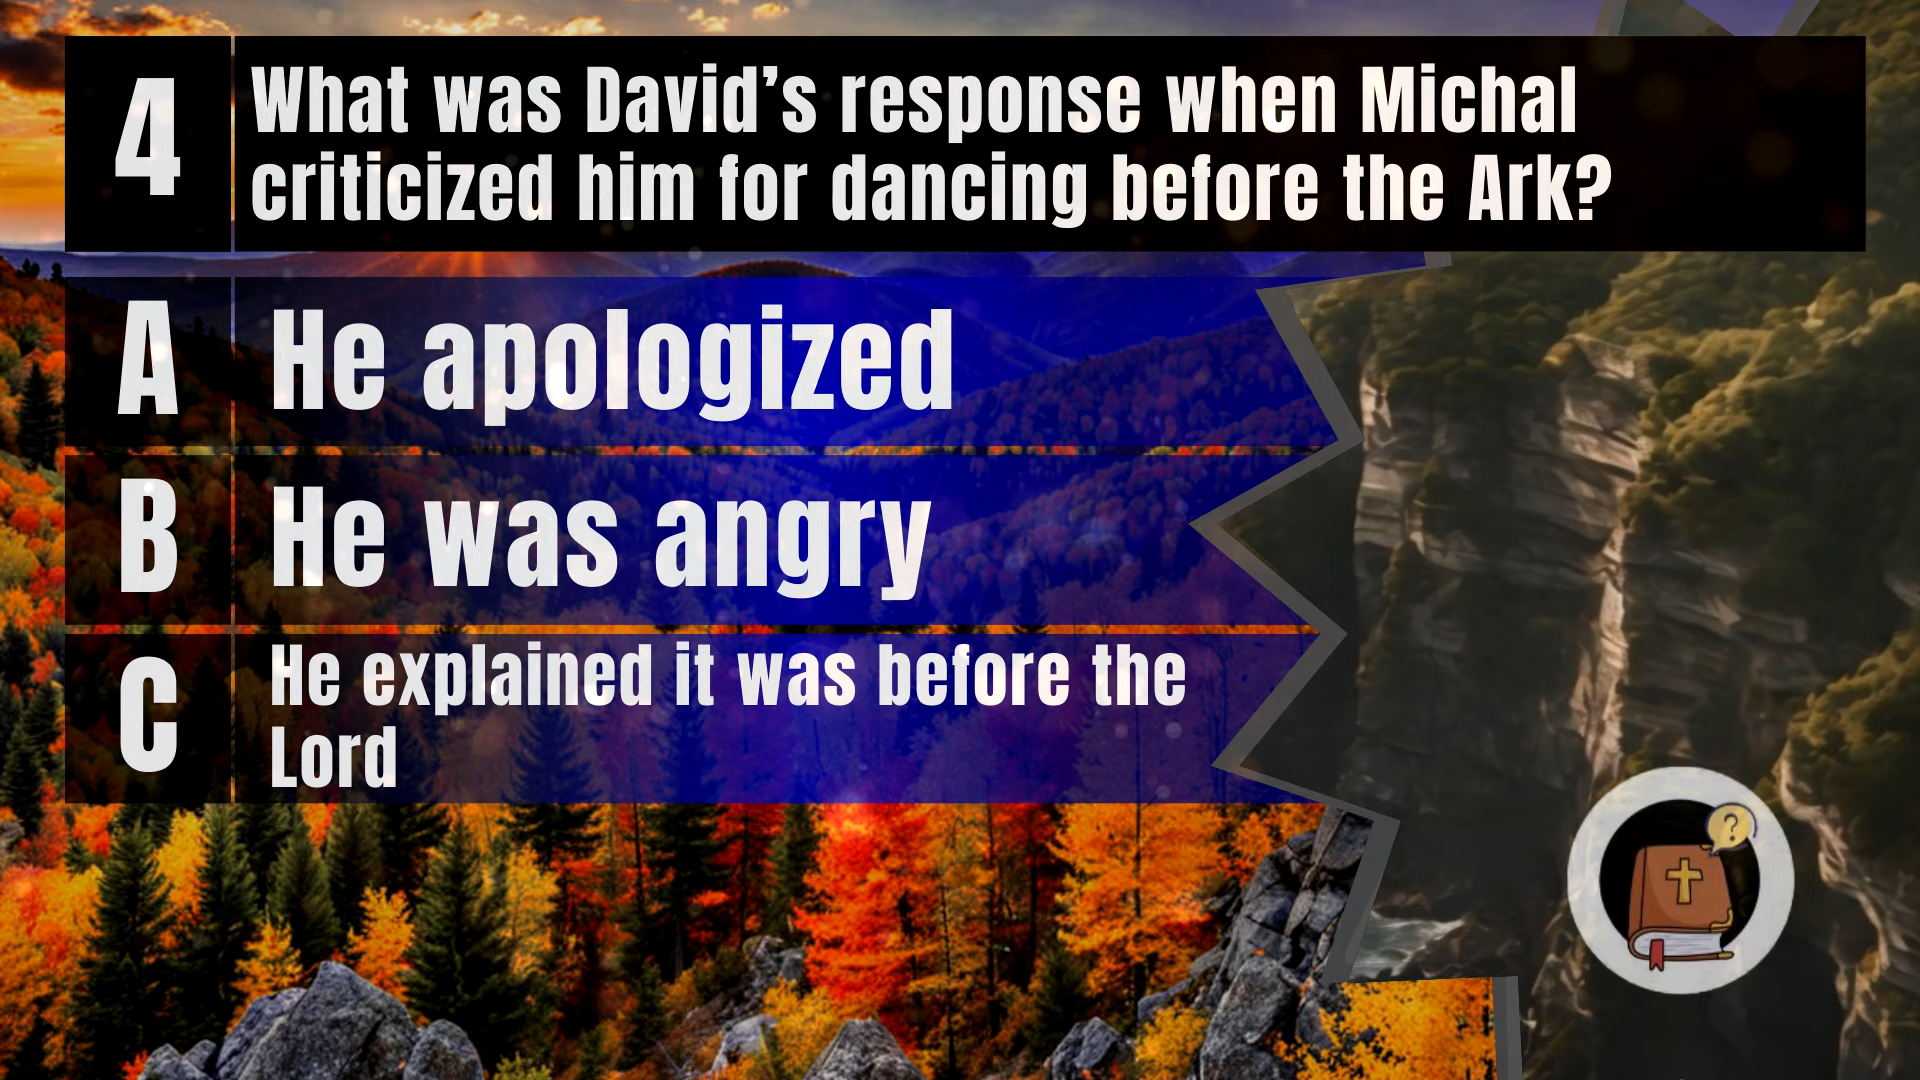 4
What was David’s response when Michal
criticized him for dancing before the Ark?
A
He apologized
B
He was angry
C
He explained it was before the
Lord
?